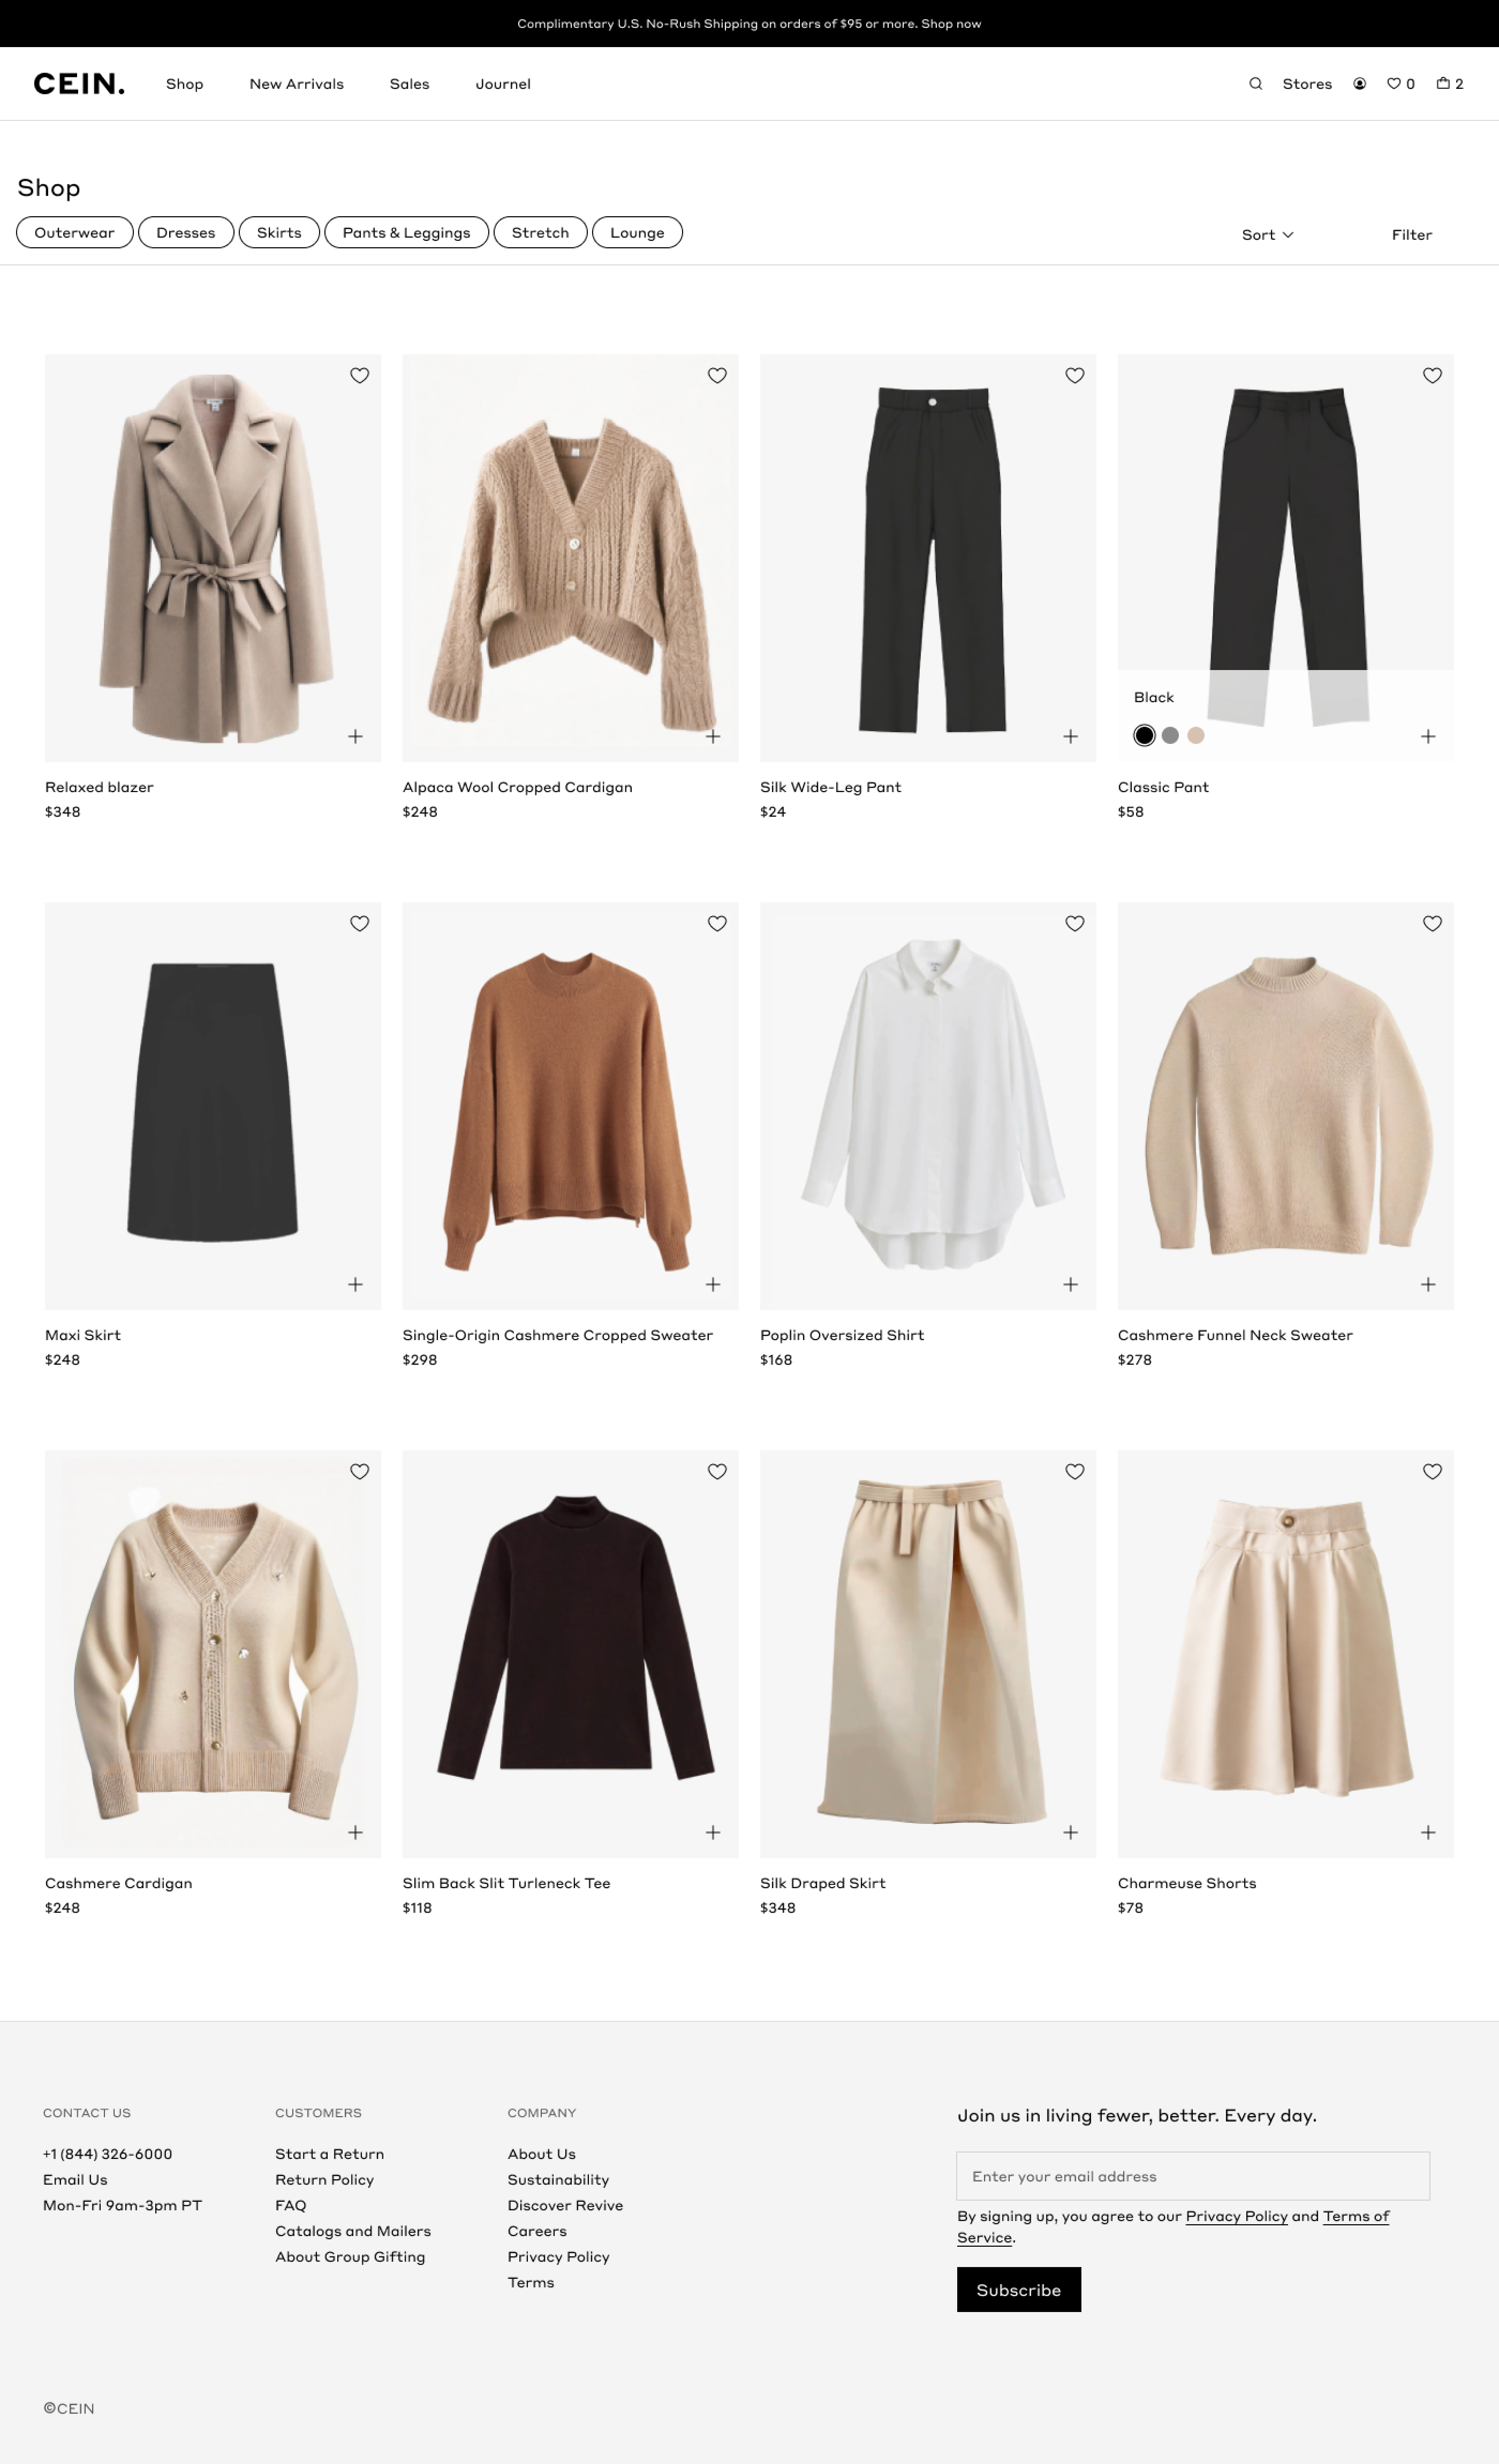 Complimentary U.S. No-Rush Shipping on orders of $95 or more. Shop now
CEIN.
Shop
New Arrivals
Sales
Journel
Stores
0
2
Shop
Outerwear
Dresses
Skirts
Pants & Leggings
Stretch
Lounge
Sort
Filter
Black
Relaxed blazer
$348
Alpaca Wool Cropped Cardigan
$248
Silk Wide-Leg Pant
$24
Classic Pant
$58
Maxi Skirt
$248
Single-Origin Cashmere Cropped Sweater
$298
Poplin Oversized Shirt
$168
Cashmere Funnel Neck Sweater
$278
Cashmere Cardigan
$248
Slim Back Slit Turleneck Tee
$118
Silk Draped Skirt
$348
Charmeuse Shorts
$78
CONTACT US
+1 (844) 326-6000
Email Us
Mon-Fri 9am-3pm PT
CUSTOMERS
Start a Return
Return Policy
FAQ
Catalogs and Mailers
About Group Gifting
COMPANY
About Us
Sustainability
Discover Revive
Careers
Privacy Policy
Terms
Join us in living fewer, better. Every day.
Enter your email address
By signing up, you agree to our Privacy Policy and Terms of
Service.
Subscribe
©CEIN